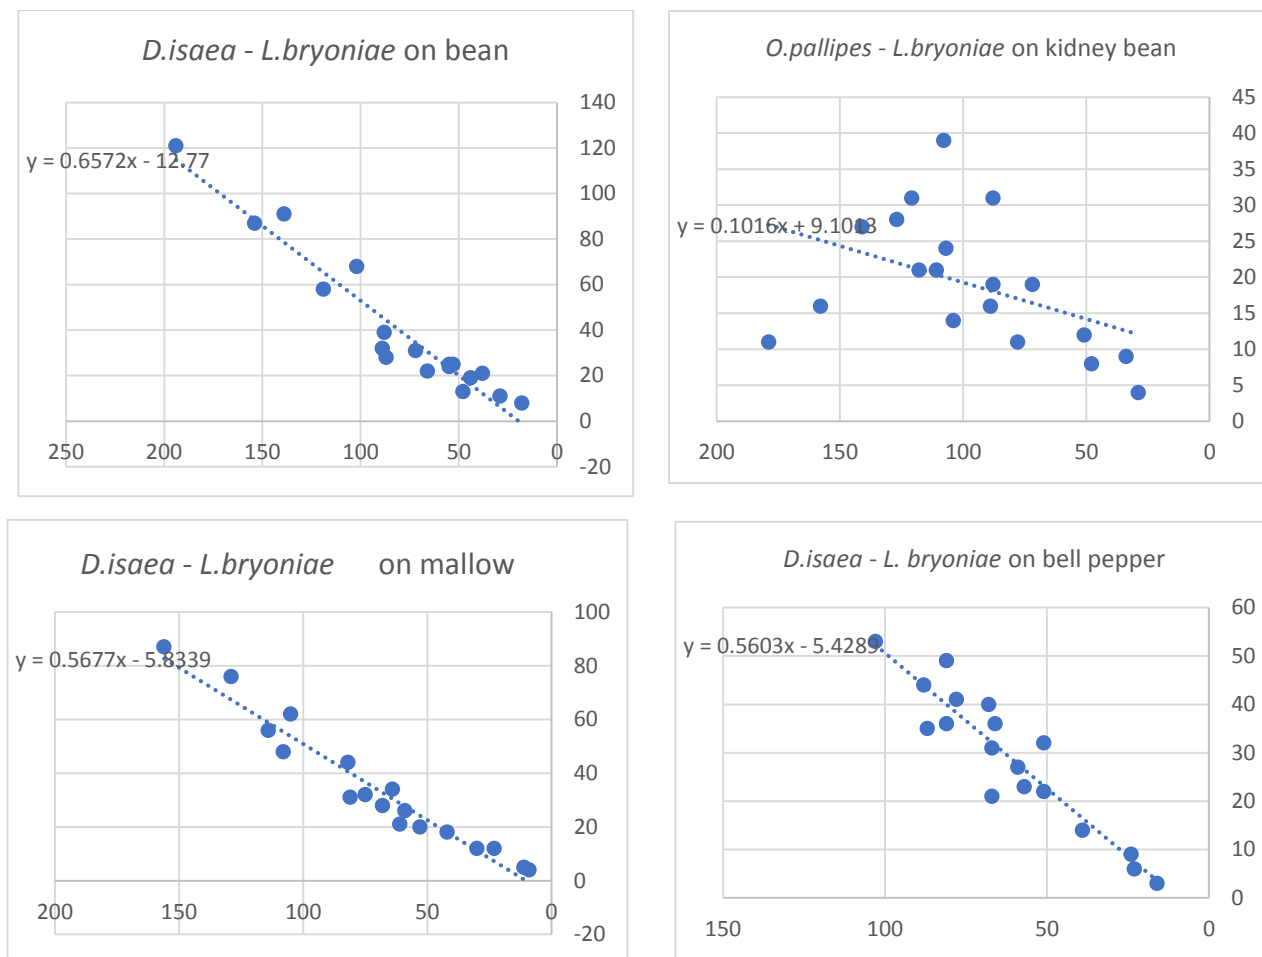 D.isaea - L.bryoniae on bean
140
120
y = 0.6572x - 12.77
100
80
60
40
20
0
250 200 150 100 50 0
-20
O.pallipes - L.bryoniae on kidney bean
45
40
35
30
y = 0.1016x + 9.1013
25
20
15
10
5
0
200 150 100 50 0
D.isaea - L.bryoniae on mallow
100
y = 0.5677x - 5.8339
80
60
40
20
0
200 150 100 50 0
-20
D.isaea - L. bryoniae on bell pepper
60
y = 0.5603x - 5.4289
50
40
30
20
10
0
150 100 50 0